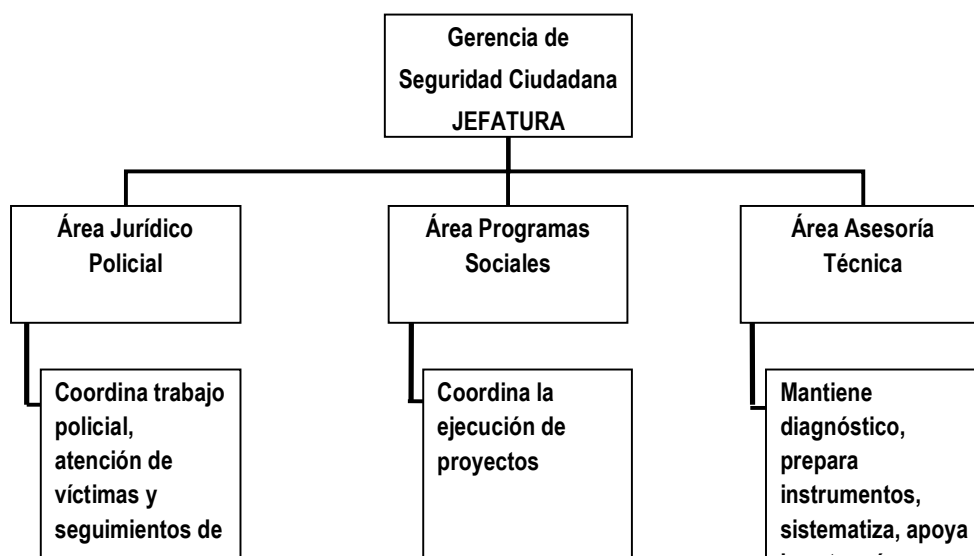 Gerencia de
Seguridad Ciudadana
JEFATURA
Área Jurídico
Policial
Área Programas
Sociales
Área Asesoría
Técnica
Coordina trabajo
policial,
atención de
víctimas y
seguimientos de
Coordina la
ejecución de
proyectos
Mantiene
diagnóstico,
prepara
instrumentos,
sistematiza, apoya